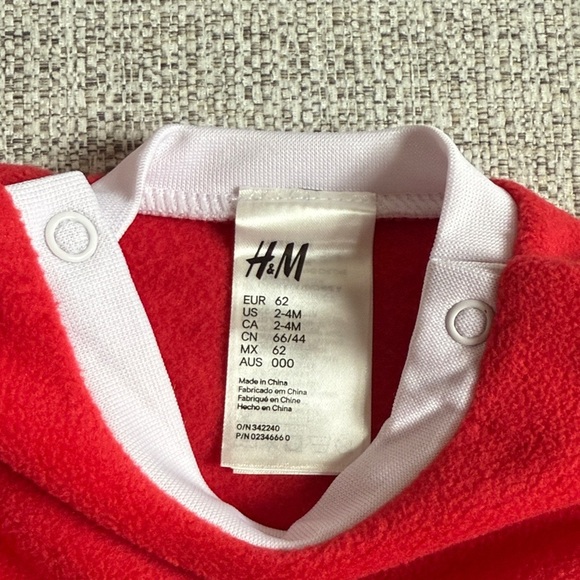 H&M
EUR 62
US 2-4M
CA 2-4M
CN 66/44
MX 62
AUS 000
Made in China
Fabricado em China
Fabriqué en Chine
Hecho en China
O/N 342240
P/N 0234666 0